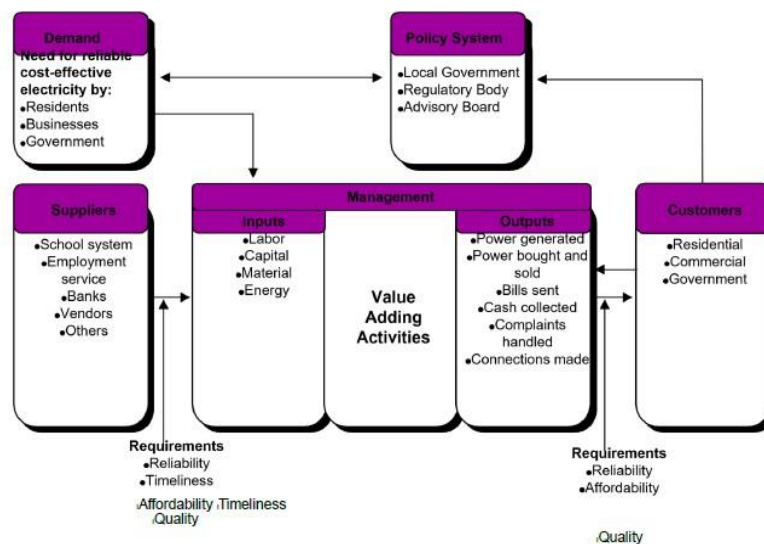 Demand
Need for reliable
cost-effective
electricity by:
●Residents
●Businesses
●Government
Policy System
●Local Government
●Regulatory Body
●Advisory Board
Suppliers
●School system
●Employment
service
●Banks
●Vendors
●Others
Management
Inputs
●Labor
●Capital
●Material
●Energy
Value
Adding
Activities
Outputs
●Power generated
●Power bought and
sold
●Bills sent
●Cash collected
●Complaints
handled
●Connections made
Customers
●Residential
●Commercial
●Government
Requirements
●Reliability
●Timeliness
Affordability Timeliness
Quality
Requirements
●Reliability
●Affordability
Quality